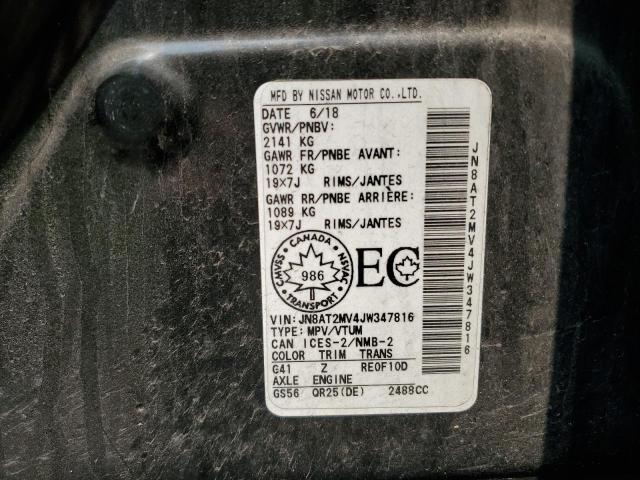 MFD BY NISSAN MOTOR CO.,LTD.
DATE 6/18
GVWR/PNBV:
2141 KG
GAWR FR/PNBE AVANT:
1072 KG
19X7J RIMS/JANTES
GAWR RR/PNBE ARRIÈRE:
1089 KG
19X7J RIMS/JANTES
CANADA
CMVSS
NSVAC
986
TRANSPORT
EC
VIN: JN8AT2MV4JW347816
TYPE: MPV/VTUM
CAN ICES-2/NMB-2
COLOR TRIM TRANS
G41 Z RE0F10D
AXLE ENGINE
GS56 QR25(DE) 2488CC
JN8AT2MV4JW347816